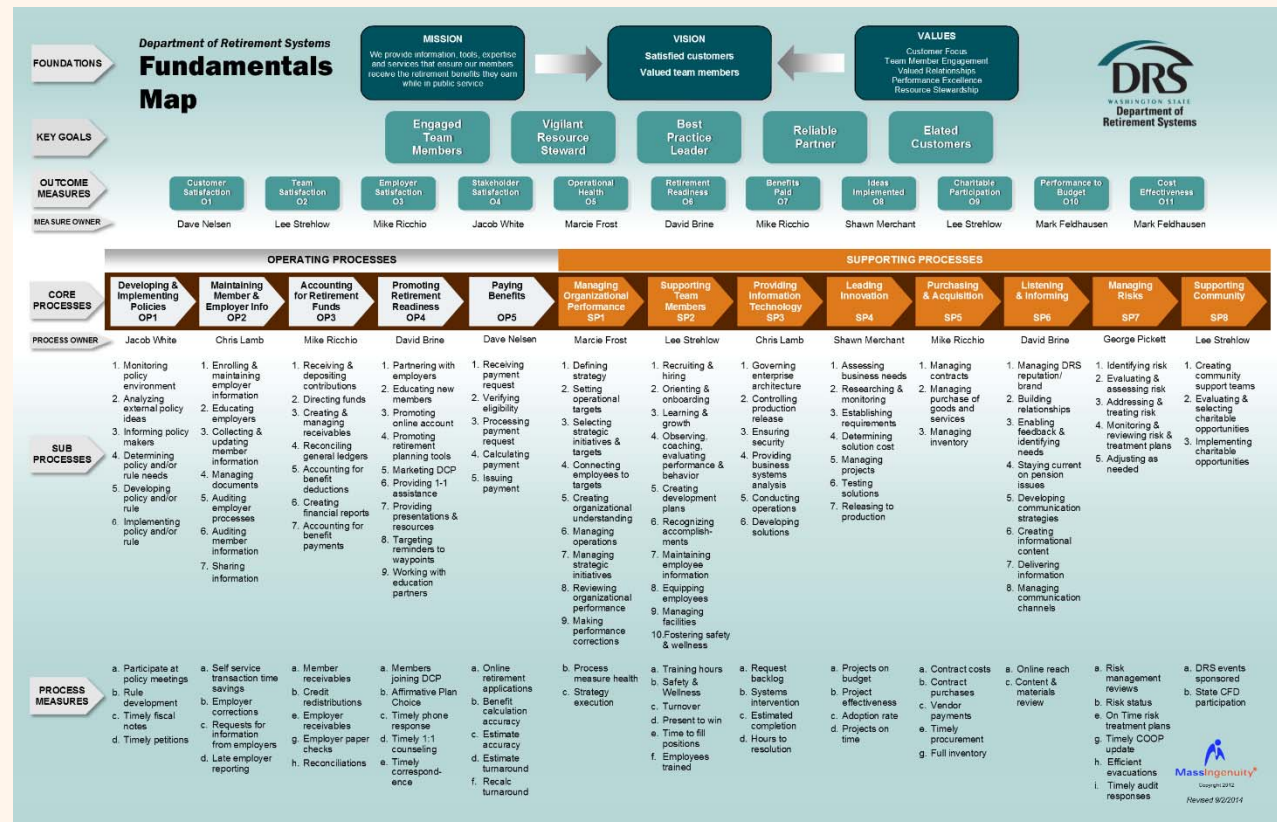 Department of Retirement Systems
Fundamentals
Map
FOUNDATIONS
MISSION
We provide information, tools, expertise
and services that ensure our members
receive the retirement benefits they earn
while in public service
VISION
Satisfied customers
Valued team members
VALUES
Customer Focus
Team Member Engagement
Valued Relationships
Performance Excellence
Resource Stewardship
DRS
WASHINGTON STATE
Department of
Retirement Systems
KEY GOALS
Engaged
Team
Members
Vigilant
Resource
Steward
Best
Practice
Leader
Reliable
Partner
Elated
Customers
OUTCOME
MEASURES
Customer
Satisfaction
O1
Team
Satisfaction
O2
Employer
Satisfaction
O3
Stakeholder
Satisfaction
O4
Operational
Health
O5
Retirement
Readiness
O6
Benefits
Paid
O7
Ideas
Implemented
O8
Charitable
Participation
O9
Performance to
Budget
O10
Cost
Effectiveness
O11
MEASURE OWNER
Dave Nelsen
Lee Strehlow
Mike Ricchio
Jacob White
Marcie Frost
David Brine
Mike Ricchio
Shawn Merchant
Lee Strehlow
Mark Feldhausen
Mark Feldhausen
OPERATING PROCESSES
SUPPORTING PROCESSES
CORE
PROCESSES
Developing &
Implementing
Policies
OP1
Maintaining
Member &
Employer Info
OP2
Accounting
for Retirement
Funds
OP3
Promoting
Retirement
Readiness
OP4
Paying
Benefits
OP5
Managing
Organizational
Performance
SP1
Supporting
Team
Members
SP2
Providing
Information
Technology
SP3
Leading
Innovation
SP4
Purchasing
& Acquisition
SP5
Listening
& Informing
SP6
Managing
Risks
SP7
Supporting
Community
SP8
PROCESS OWNER
Jacob White
Chris Lamb
Mike Ricchio
David Brine
Dave Nelsen
Marcie Frost
Lee Strehlow
Chris Lamb
Shawn Merchant
Mike Ricchio
David Brine
George Pickett
Lee Strehlow
SUB
PROCESSES
1. Monitoring
policy
environment
2. Analyzing
external policy
ideas
3. Informing policy
makers
4. Determining
policy and/or
rule needs
5. Developing
policy and/or
rule
6. Implementing
policy and/or
rule
1. Enrolling &
maintaining
employer
information
2. Educating
employers
3. Collecting &
updating
member
information
4. Managing
documents
5. Auditing
employer
processes
6. Auditing
member
information
7. Sharing
information
1. Receiving &
depositing
contributions
2. Directing funds
3. Creating &
managing
receivables
4. Reconciling
general ledgers
5. Accounting for
benefit
deductions
6. Creating
financial reports
7. Accounting for
benefit
payments
1. Partnering with
employers
2. Educating new
members
3. Promoting
online account
4. Promoting
retirement
planning tools
5. Marketing DCP
6. Providing 1-1
assistance
7. Providing
presentations &
resources
8. Targeting
reminders to
waypoints
9. Working with
education
partners
1. Receiving
payment
request
2. Verifying
eligibility
3. Processing
payment
request
4. Calculating
payment
5. Issuing
payment
1. Defining
strategy
2. Setting
operational
targets
3. Selecting
strategic
initiatives &
targets
4. Connecting
employees to
targets
5. Creating
organizational
understanding
6. Managing
operations
7. Managing
strategic
initiatives
8. Reviewing
organizational
performance
9. Making
performance
corrections
1. Recruiting &
hiring
2. Orienting &
onboarding
3. Learning &
growth
4. Observing,
coaching,
evaluating
performance &
behavior
5. Creating
development
plans
6. Recognizing
accomplish-
ments
7. Maintaining
employee
information
8. Equipping
employees
9. Managing
facilities
10.Fostering safety
& wellness
1. Governing
enterprise
architecture
2. Controlling
production
release
3. Ensuring
security
4. Providing
business
systems
analysis
5. Conducting
operations
6. Developing
solutions
1. Assessing
business needs
2. Researching &
monitoring
3. Establishing
requirements
4. Determining
solution cost
5. Managing
projects
6. Testing
solutions
7. Releasing to
production
1. Managing
contracts
2. Managing
purchase of
goods and
services
3. Managing
inventory
1. Managing DRS
reputation/
brand
2. Building
relationships
3. Enabling
feedback &
identifying
needs
4. Staying current
on pension
issues
5. Developing
communication
strategies
6. Creating
informational
content
7. Delivering
information
8. Managing
communication
channels
1. Identifying risk
2. Evaluating &
assessing risk
3. Addressing &
treating risk
4. Monitoring &
reviewing risk &
treatment plans
5. Adjusting as
needed
1. Creating
community
support teams
2. Evaluating &
selecting
charitable
opportunities
3. Implementing
charitable
opportunities
PROCESS
MEASURES
a. Participate at
policy meetings
b. Rule
development
c. Timely fiscal
notes
d. Timely petitions
a. Self service
transaction time
savings
b. Employer
corrections
c. Requests for
information
from employers
d. Late employer
reporting
a. Member
receivables
b. Credit
redistributions
e. Employer
receivables
g. Employer paper
checks
h. Reconciliations
a. Members
joining DCP
b. Affirmative Plan
Choice
c. Timely phone
response
d. Timely 1:1
counseling
e. Timely
correspond-
ence
a. Online
retirement
applications
b. Benefit
calculation
accuracy
c. Estimate
accuracy
d. Estimate
turnaround
f. Recalc
turnaround
b. Process
measure health
c. Strategy
execution
a. Training hours
b. Safety &
Wellness
c. Turnover
d. Present to win
e. Time to fill
positions
f. Employees
trained
a. Request
backlog
b. Systems
intervention
c. Estimated
completion
d. Hours to
resolution
a. Projects on
budget
b. Project
effectiveness
c. Adoption rate
d. Projects on
time
a. Contract costs
b. Contract
purchases
c. Vendor
payments
e. Timely
procurement
g. Full inventory
a. Online reach
c. Content &
materials
review
a. Risk
management
reviews
b. Risk status
e. On Time risk
treatment plans
g. Timely COOP
update
h. Efficient
evacuations
i. Timely audit
responses
a. DRS events
sponsored
b. State CFD
participation
MassIngenuity®
Copyright 2012
Revised 9/2/2014